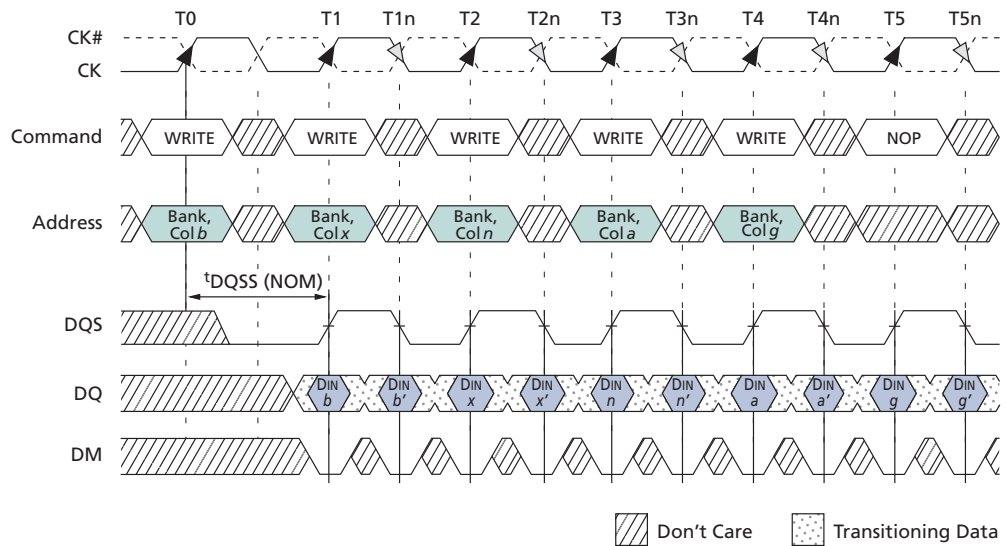 T0 T1 T1n T2 T2n T3 T3n T4 T4n T5 T5n
CK#
CK
Command WRITE WRITE WRITE WRITE WRITE NOP
Address Bank, Col b Bank, Col x Bank, Col n Bank, Col a Bank, Col g
tDQSS (NOM)
DQS
DQ DIN b DIN b' DIN x DIN x' DIN n DIN n' DIN a DIN a' DIN g DIN g'
DM
Don't Care Transitioning Data